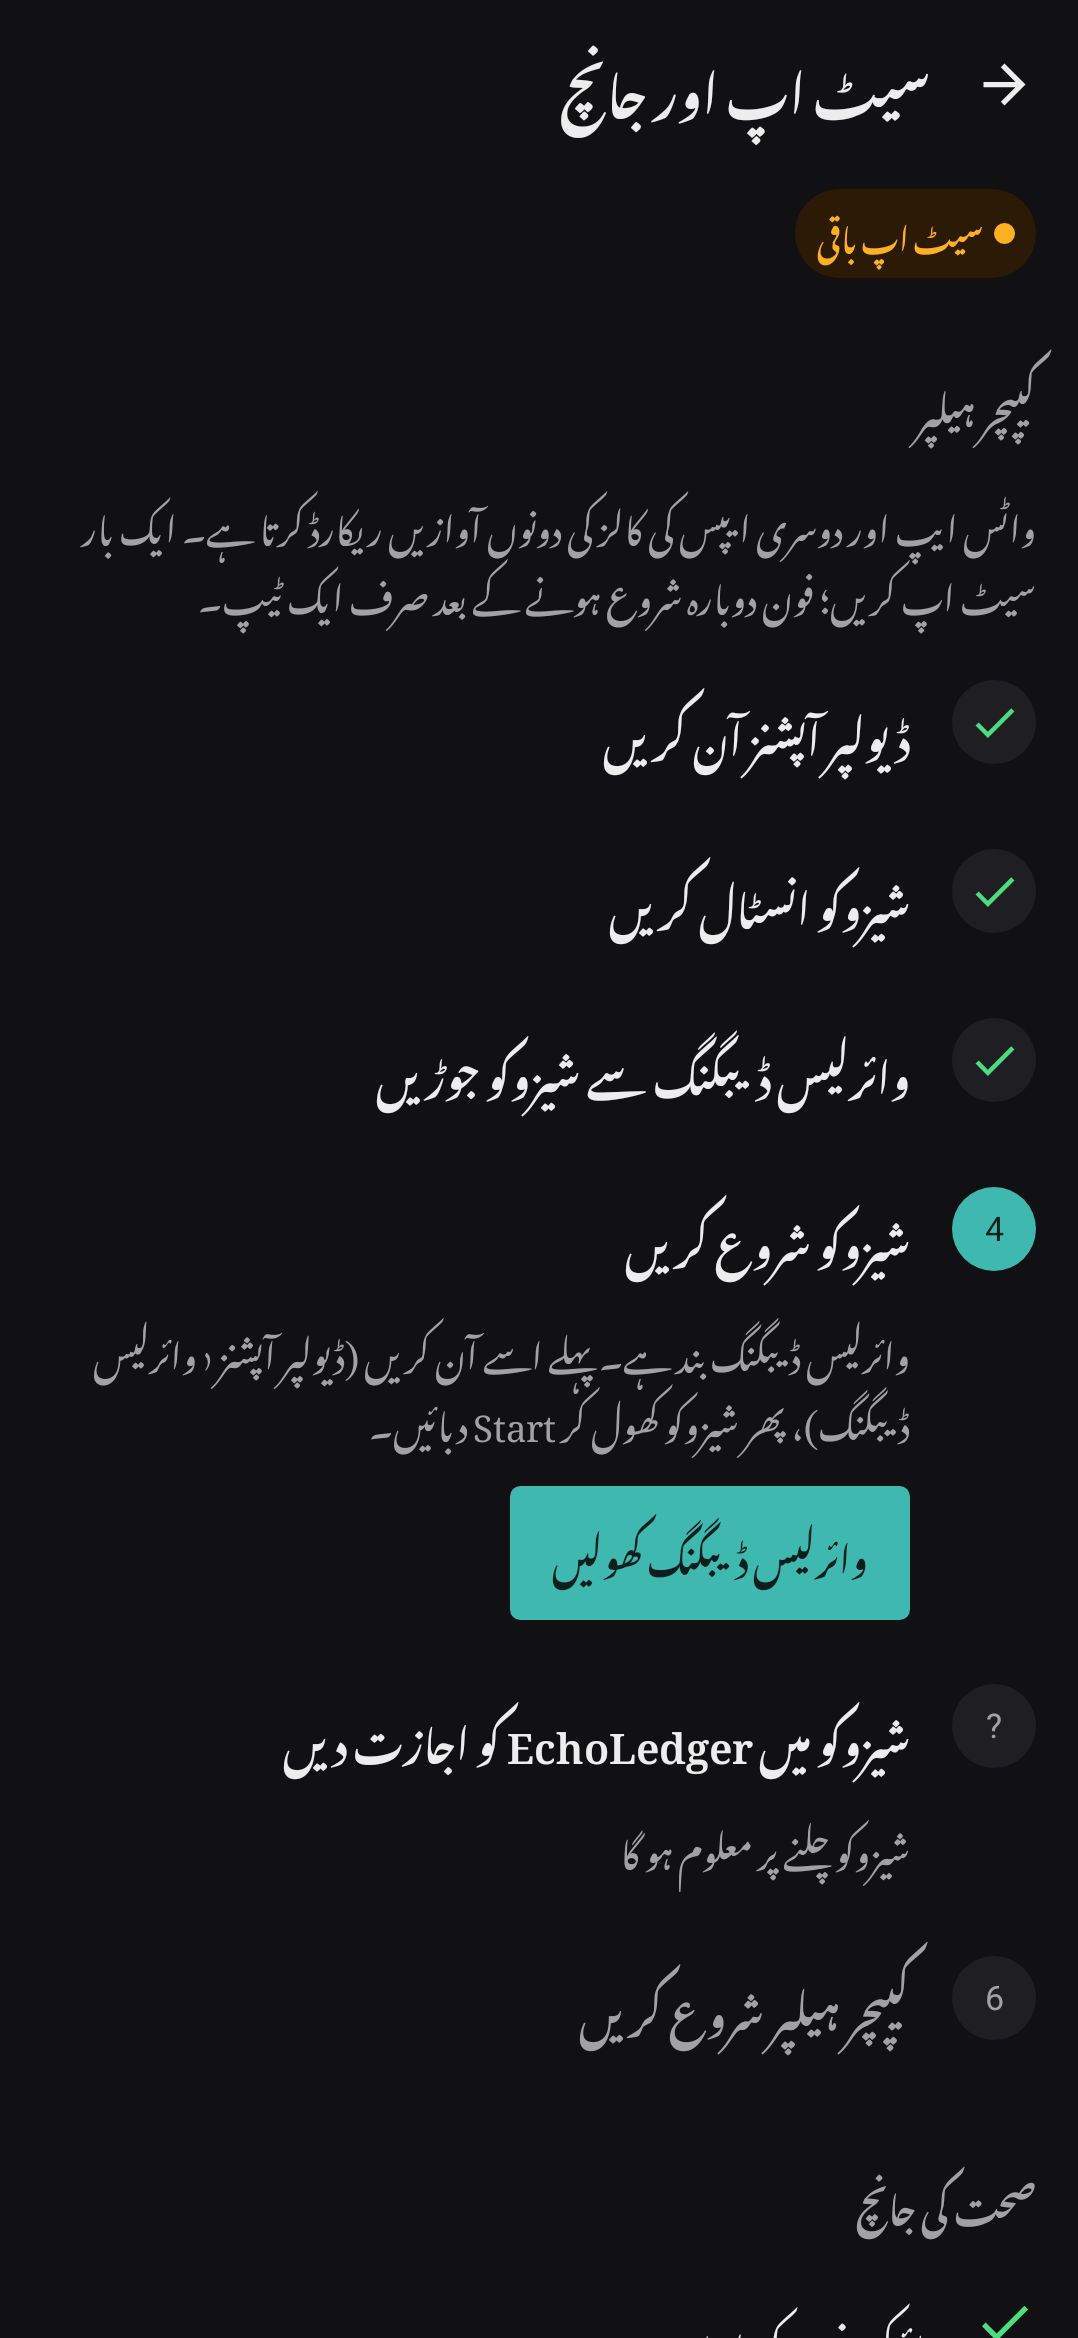 سیٹ اپ اور جانچ
سیٹ اپ باقی
کیپچر ہیلپر
واٹس ایپ اور دوسری ایپس کی کالز کی دونوں آوازیں ریکارڈ کرتا ہے۔ ایک بار
سیٹ اپ کریں؛ فون دوبارہ شروع ہونے کے بعد صرف ایک ٹیپ۔
ڈیولپر آپشنز آن کریں
شیزوکو انسٹال کریں
وائرلیس ڈیبگنگ سے شیزوکو جوڑیں
4
شیزوکو شروع کریں
وائرلیس ڈیبگنگ بند ہے۔ پہلے اسے آن کریں (ڈیولپر آپشنز › وائرلیس
ڈیبگنگ)، پھر شیزوکو کھول کر Start دبائیں۔
وائرلیس ڈیبگنگ کھولیں
?
شیزوکو میں EchoLedger کو اجازت دیں
شیزوکو چلنے پر معلوم ہو گا
6
کیپچر ہیلپر شروع کریں
صحت کی جانچ